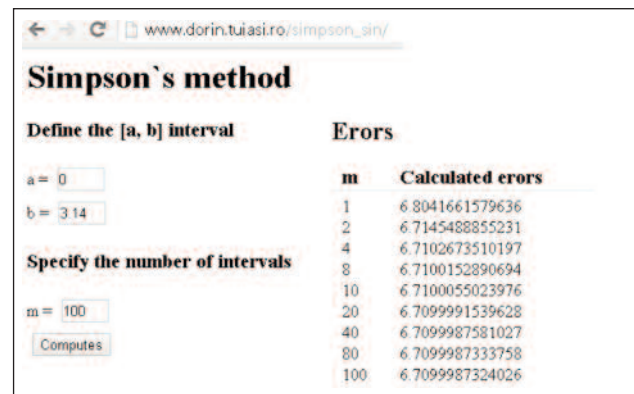 www.dorin.tuiasi.ro/simpson_sin/
Simpson`s method
Define the [a, b] interval
a = 0
b = 3.14
Specify the number of intervals
m = 100
Computes
Erors
m Calculated erors
1 6.8041661579636
2 6.7145488855231
4 6.7102673510197
8 6.7100152890694
10 6.7100055023976
20 6.7099991539628
40 6.7099987581027
80 6.7099987333758
100 6.7099987324026